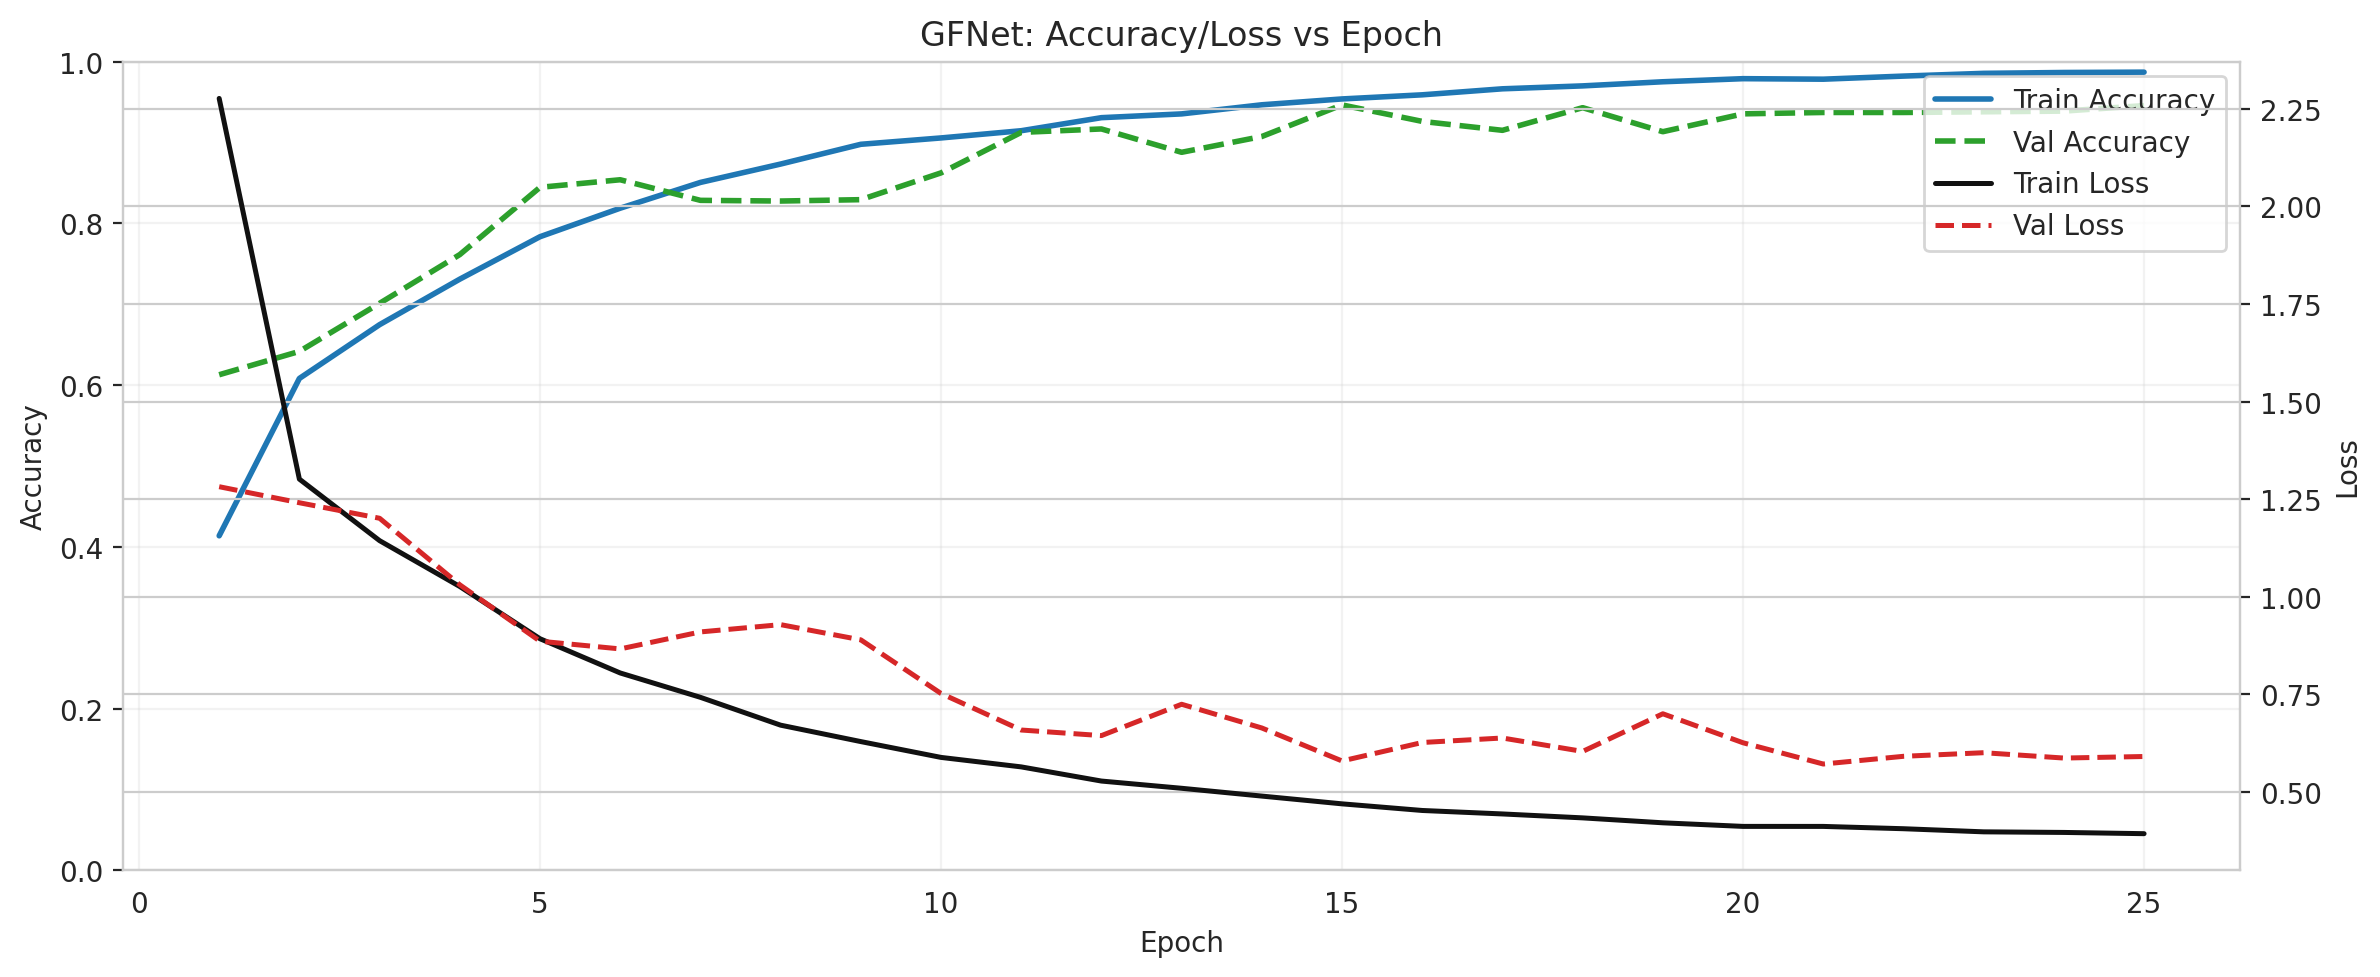 GFNet: Accuracy/Loss vs Epoch
1.0
0.8
0.6
0.4
0.2
0.0
Accuracy
Train Accuracy
Val Accuracy
Train Loss
Val Loss
2.25
2.00
1.75
1.50
1.25
1.00
0.75
0.50
Loss
0 5 10 15 20 25
Epoch